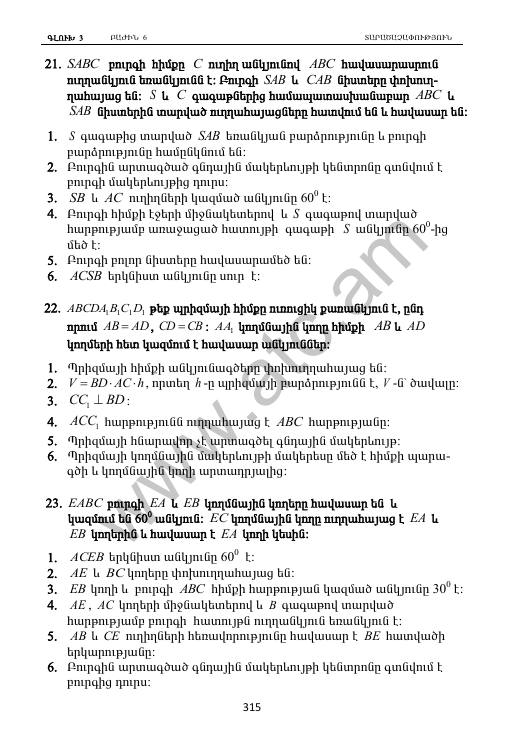 ԳԼՈՒԽ 3 ԲԱԺԻՆ 6 ՏԱՐԱԾԱՉԱՓՈՒԹՅՈՒՆ
21. SABC բուրգի հիմքը C ուղիղ անկյունով ABC հավասարասրուն
ուղղանկյուն եռանկյունն է: Բուրգի SAB և CAB նիստերը փոխուղ-
ղահայաց են: S և C գագաթներից համապատասխանաբար ABC և
SAB նիստերին տարված ուղղահայացները հատվում են և հավասար են:
1. S գագաթից տարված SAB եռանկյան բարձրությունը և բուրգի
բարձրությունը համընկնում են:
2. Բուրգին արտագծած գնդային մակերևույթի կենտրոնը գտնվում է
բուրգի մակերևույթից դուրս:
3. SB և AC ուղիղների կազմած անկյունը 60⁰ է:
4. Բուրգի հիմքի էջերի միջնակետերով և S գագաթով տարված
հարթությամբ առաջացած հատույթի գագաթի S անկյունը 60⁰-ից
մեծ է:
5. Բուրգի բոլոր նիստերը հավասարամեծ են:
6. ACSB երկնիստ անկյունը սուր է:
22. ABCDA₁B₁C₁D₁ թեք պրիզմայի հիմքը ուռուցիկ քառանկյուն է, ընդ
որում AB = AD, CD = CB: AA₁ կողմնային կողը հիմքի AB և AD
կողմերի հետ կազմում է հավասար անկյուններ:
1. Պրիզմայի հիմքի անկյունագծերը փոխուղղահայաց են:
2. V = BD · AC · h, որտեղ h-ը պրիզմայի բարձրությունն է, V-ն՝ ծավալը:
3. CC₁ ⊥ BD:
4. ACC₁ հարթությունն ուղղահայաց է ABC հարթությանը:
5. Պրիզմային հնարավոր չէ արտագծել գնդային մակերևույթ:
6. Պրիզմայի կողմնային մակերևույթի մակերեսը մեծ է հիմքի պարա-
գծի և կողմնային կողի արտադրյալից:
23. EABC բուրգի EA և EB կողմնային կողերը հավասար են և
կազմում են 60⁰ անկյուն: EC կողմնային կողը ուղղահայաց է EA և
EB կողերին և հավասար է EA կողի կեսին:
1. ACEB երկնիստ անկյունը 60⁰ է:
2. AE և BC կողերը փոխուղղահայաց են:
3. EB կողի և բուրգի ABC հիմքի հարթության կազմած անկյունը 30⁰ է:
4. AE, AC կողերի միջնակետերով և B գագաթով տարված
հարթությամբ բուրգի հատույթն ուղղանկյուն եռանկյուն է:
5. AB և CE ուղիղների հեռավորությունը հավասար է BE հատվածի
երկարությանը:
6. Բուրգին արտագծած գնդային մակերևույթի կենտրոնը գտնվում է
բուրգից դուրս:
315
www.atc.am